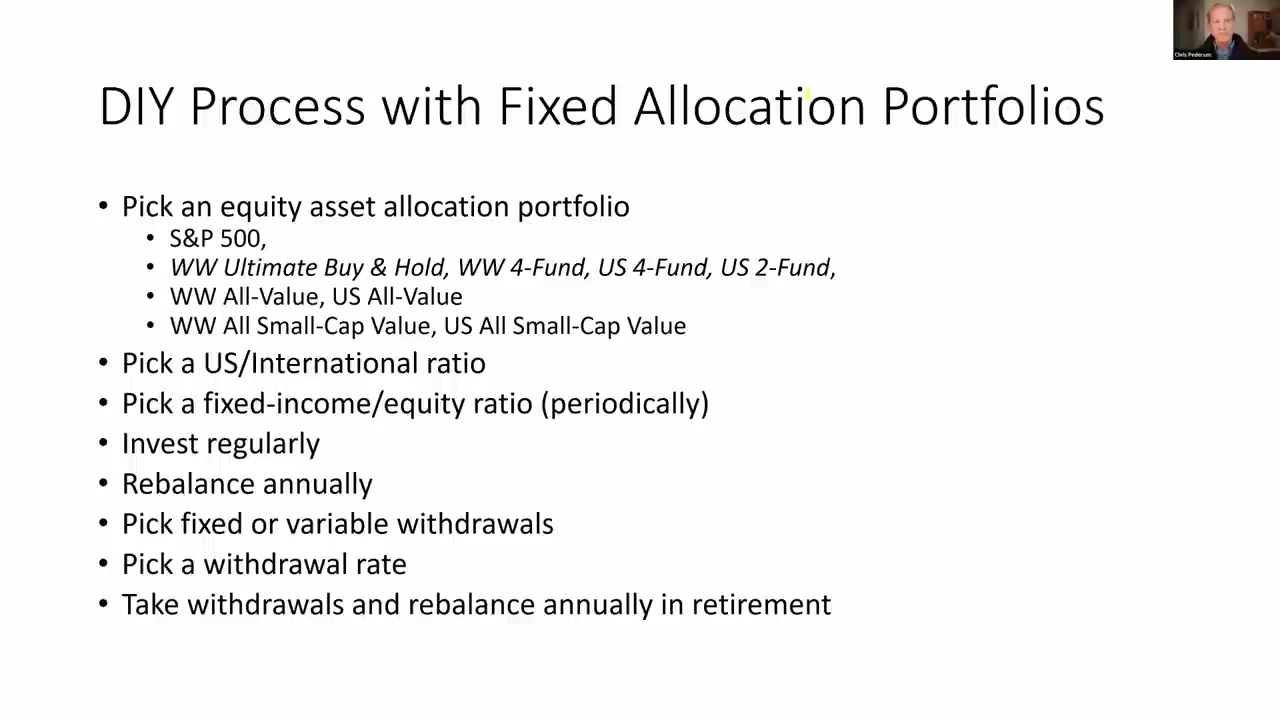 Chris Pedersen
DIY Process with Fixed Allocation Portfolios
• Pick an equity asset allocation portfolio
• S&P 500,
• WW Ultimate Buy & Hold, WW 4-Fund, US 4-Fund, US 2-Fund,
• WW All-Value, US All-Value
• WW All Small-Cap Value, US All Small-Cap Value
• Pick a US/International ratio
• Pick a fixed-income/equity ratio (periodically)
• Invest regularly
• Rebalance annually
• Pick fixed or variable withdrawals
• Pick a withdrawal rate
• Take withdrawals and rebalance annually in retirement